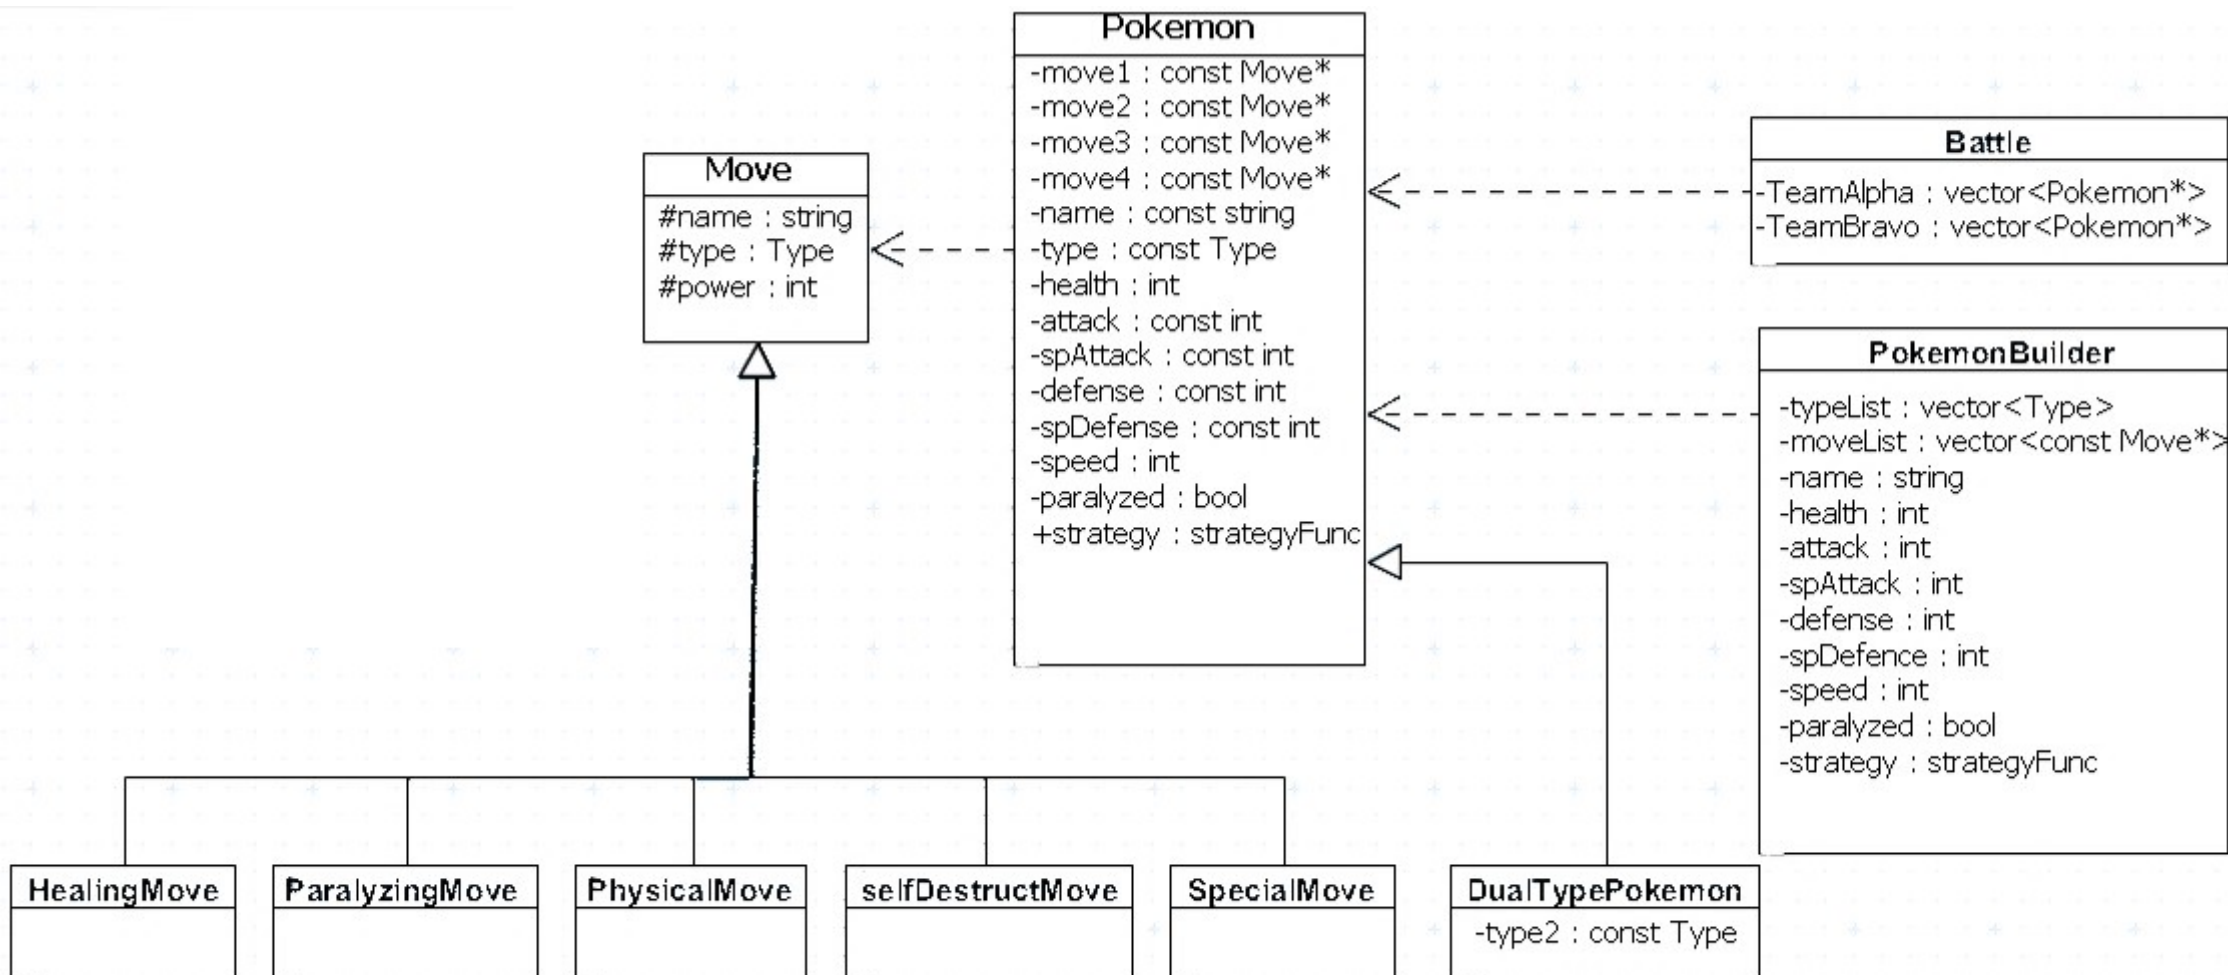 Pokemon
-move1 : const Move*
-move2 : const Move*
-move3 : const Move*
-move4 : const Move*
-name : const string
-type : const Type
-health : int
-attack : const int
-spAttack : const int
-defense : const int
-spDefense : const int
-speed : int
-paralyzed : bool
+strategy : strategyFunc
Move
#name : string
#type : Type
#power : int
Battle
-TeamAlpha : vector<Pokemon*>
-TeamBravo : vector<Pokemon*>
PokemonBuilder
-typeList : vector<Type>
-moveList : vector<const Move*>
-name : string
-health : int
-attack : int
-spAttack : int
-defense : int
-spDefence : int
-speed : int
-paralyzed : bool
-strategy : strategyFunc
HealingMove
ParalyzingMove
PhysicalMove
selfDestructMove
SpecialMove
DualTypePokemon
-type2 : const Type